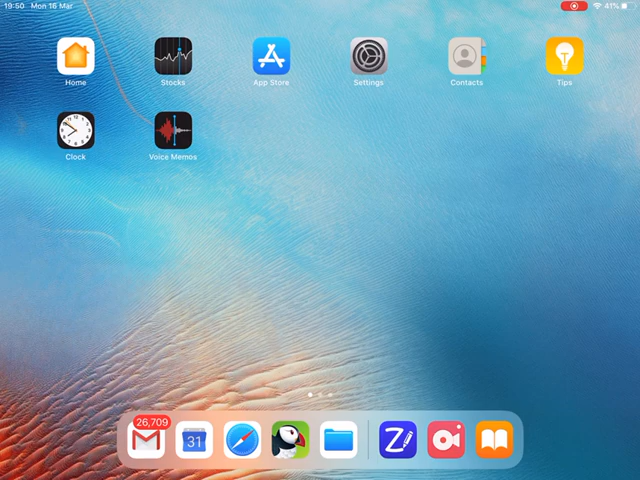 19:50 Mon 16 Mar 41%
Home Stocks App Store Settings Contacts Tips
Clock Voice Memos
26,709
31
Z